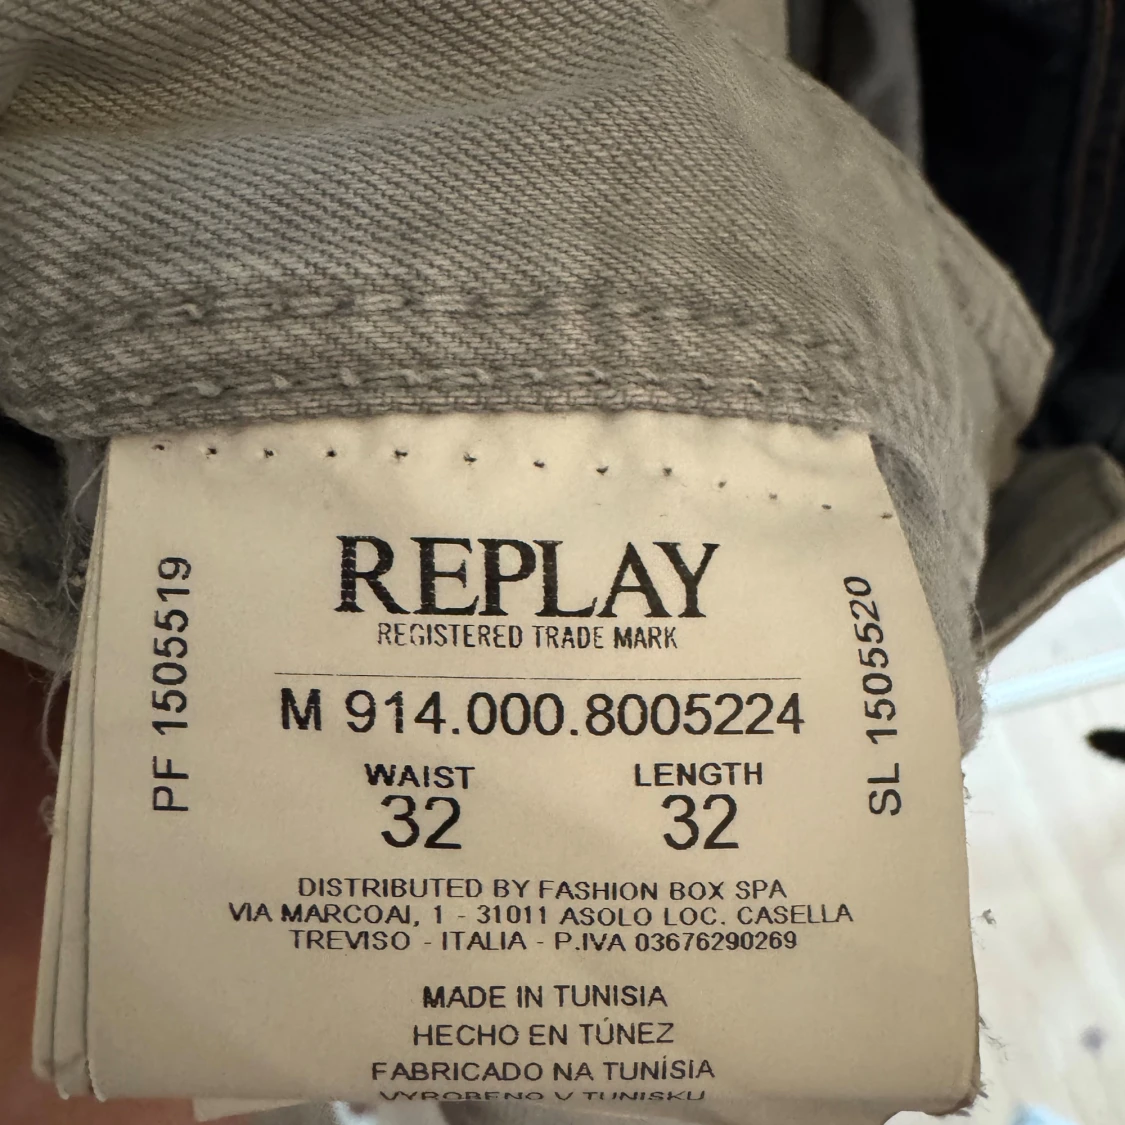 REPLAY
REGISTERED TRADE MARK
PF 1505519
SL 1505520
M 914.000.8005224
WAIST LENGTH
32 32
DISTRIBUTED BY FASHION BOX SPA
VIA MARCOAI, 1 - 31011 ASOLO LOC. CASELLA
TREVISO - ITALIA - P.IVA 03676290269
MADE IN TUNISIA
HECHO EN TÚNEZ
FABRICADO NA TUNÍSIA
VYROBENO V TUNISKU